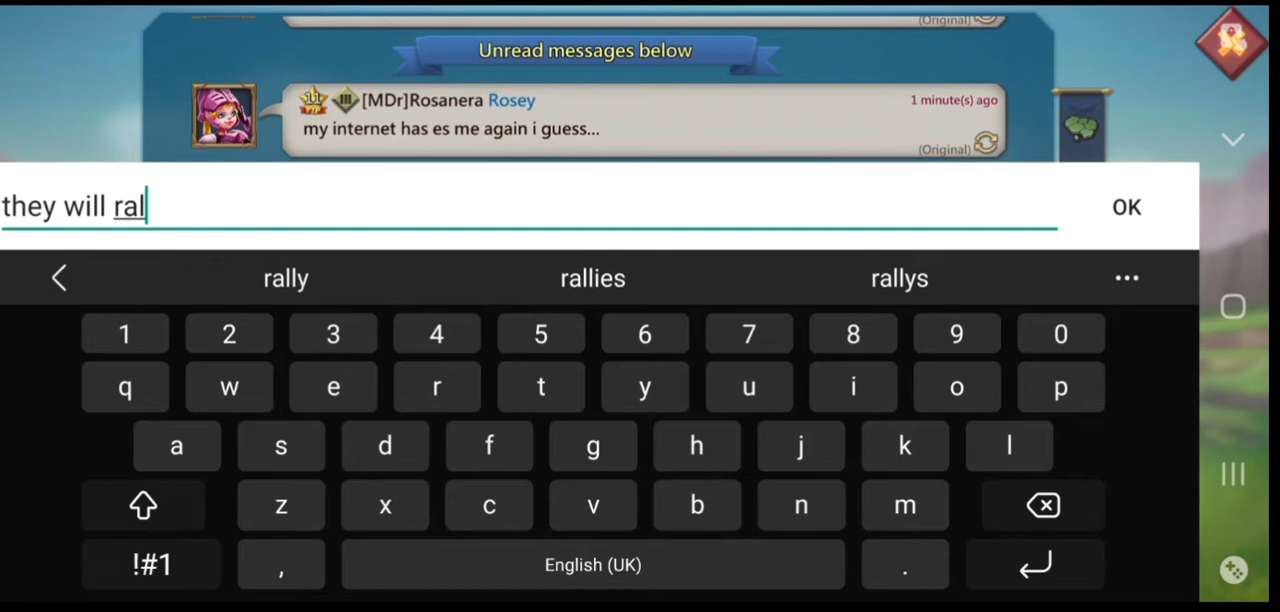 (Original)
Unread messages below
11 III [MDr]Rosanera Rosey
1 minute(s) ago
my internet has es me again i guess...
(Original)
they will ral
OK
rally rallies rallys ...
1 2 3 4 5 6 7 8 9 0
q w e r t y u i o p
a s d f g h j k l
z x c v b n m
!#1 , English (UK) .